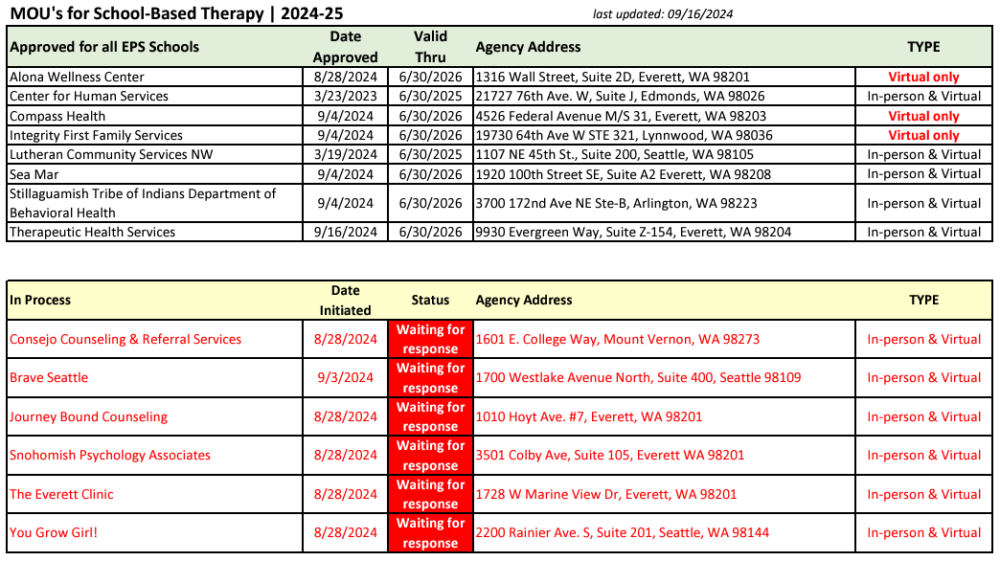 MOU's for School-Based Therapy | 2024-25 last updated: 09/16/2024
Approved for all EPS Schools Date Approved Valid Thru Agency Address TYPE
Alona Wellness Center 8/28/2024 6/30/2026 1316 Wall Street, Suite 2D, Everett, WA 98201 Virtual only
Center for Human Services 3/23/2023 6/30/2025 21727 76th Ave. W, Suite J, Edmonds, WA 98026 In-person & Virtual
Compass Health 9/4/2024 6/30/2026 4526 Federal Avenue M/S 31, Everett, WA 98203 Virtual only
Integrity First Family Services 9/4/2024 6/30/2026 19730 64th Ave W STE 321, Lynnwood, WA 98036 Virtual only
Lutheran Community Services NW 3/19/2024 6/30/2025 1107 NE 45th St., Suite 200, Seattle, WA 98105 In-person & Virtual
Sea Mar 9/4/2024 6/30/2026 1920 100th Street SE, Suite A2 Everett, WA 98208 In-person & Virtual
Stillaguamish Tribe of Indians Department of
Behavioral Health 9/4/2024 6/30/2026 3700 172nd Ave NE Ste-B, Arlington, WA 98223 In-person & Virtual
Therapeutic Health Services 9/16/2024 6/30/2026 9930 Evergreen Way, Suite Z-154, Everett, WA 98204 In-person & Virtual
In Process Date Initiated Status Agency Address TYPE
Consejo Counseling & Referral Services 8/28/2024 Waiting for response 1601 E. College Way, Mount Vernon, WA 98273 In-person & Virtual
Brave Seattle 9/3/2024 Waiting for response 1700 Westlake Avenue North, Suite 400, Seattle 98109 In-person & Virtual
Journey Bound Counseling 8/28/2024 Waiting for response 1010 Hoyt Ave. #7, Everett, WA 98201 In-person & Virtual
Snohomish Psychology Associates 8/28/2024 Waiting for response 3501 Colby Ave, Suite 105, Everett WA 98201 In-person & Virtual
The Everett Clinic 8/28/2024 Waiting for response 1728 W Marine View Dr, Everett, WA 98201 In-person & Virtual
You Grow Girl! 8/28/2024 Waiting for response 2200 Rainier Ave. S, Suite 201, Seattle, WA 98144 In-person & Virtual